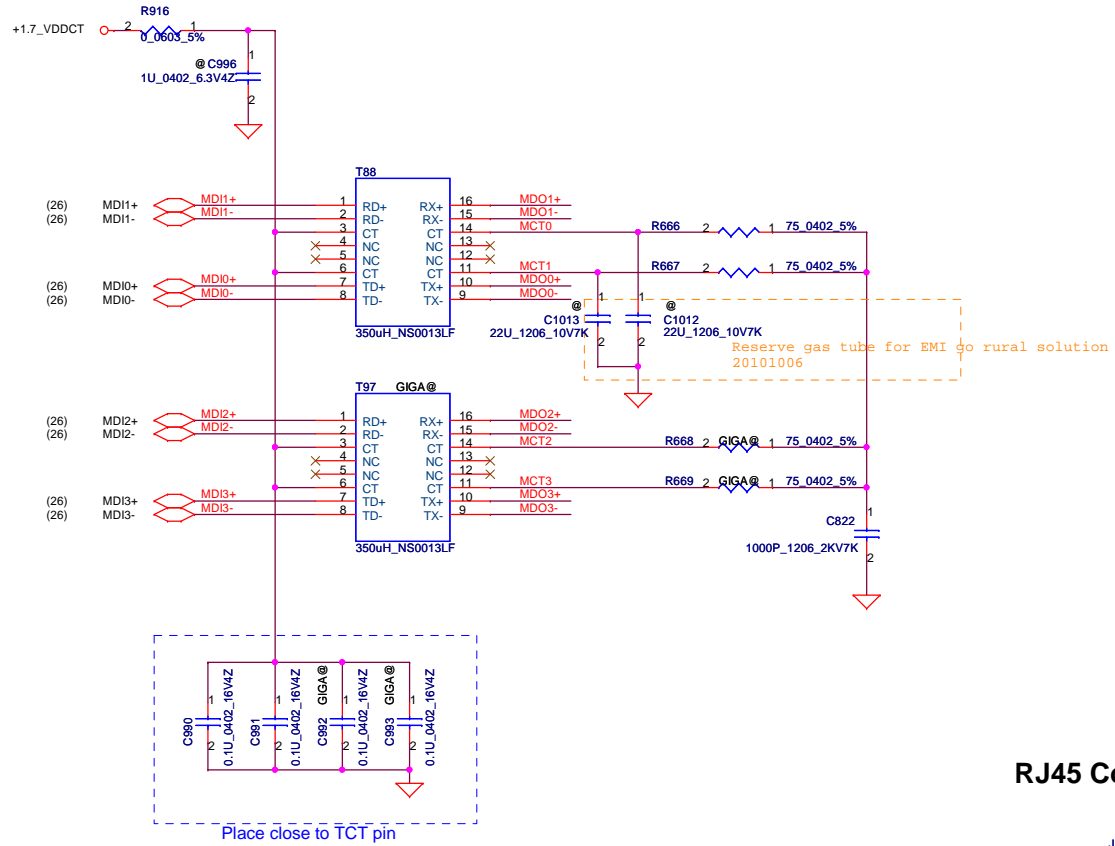 R916
+1.7_VDDCT
2
1
0_0603_5%
1
@ C996
1U_0402_6.3V4Z
2
T88
(26) MDI1+ MDI1+ 1 RD+ RX+ 16 MDO1+
(26) MDI1- MDI1- 2 RD- RX- 15 MDO1-
3 CT CT 14 MCT0 R666 2 1 75_0402_5%
4 NC NC 13
5 NC NC 12
6 CT CT 11 MCT1 R667 2 1 75_0402_5%
(26) MDI0+ MDI0+ 7 TD+ TX+ 10 MDO0+
(26) MDI0- MDI0- 8 TD- TX- 9 MDO0-
350uH_NS0013LF
1 @ 1 @
C1013 C1012
22U_1206_10V7K 22U_1206_10V7K
2 2
Reserve gas tube for EMI go rural solution
20101006
T97 GIGA@
(26) MDI2+ MDI2+ 1 RD+ RX+ 16 MDO2+
(26) MDI2- MDI2- 2 RD- RX- 15 MDO2-
3 CT CT 14 MCT2 R668 2 GIGA@ 1 75_0402_5%
4 NC NC 13
5 NC NC 12
6 CT CT 11 MCT3 R669 2 GIGA@ 1 75_0402_5%
(26) MDI3+ MDI3+ 7 TD+ TX+ 10 MDO3+
(26) MDI3- MDI3- 8 TD- TX- 9 MDO3-
350uH_NS0013LF
1
C822
1000P_1206_2KV7K
2
C990 1 2 0.1U_0402_16V4Z
C991 1 2 0.1U_0402_16V4Z
C992 1 2 GIGA@ 0.1U_0402_16V4Z
C993 1 2 GIGA@ 0.1U_0402_16V4Z
Place close to TCT pin
RJ45 Co